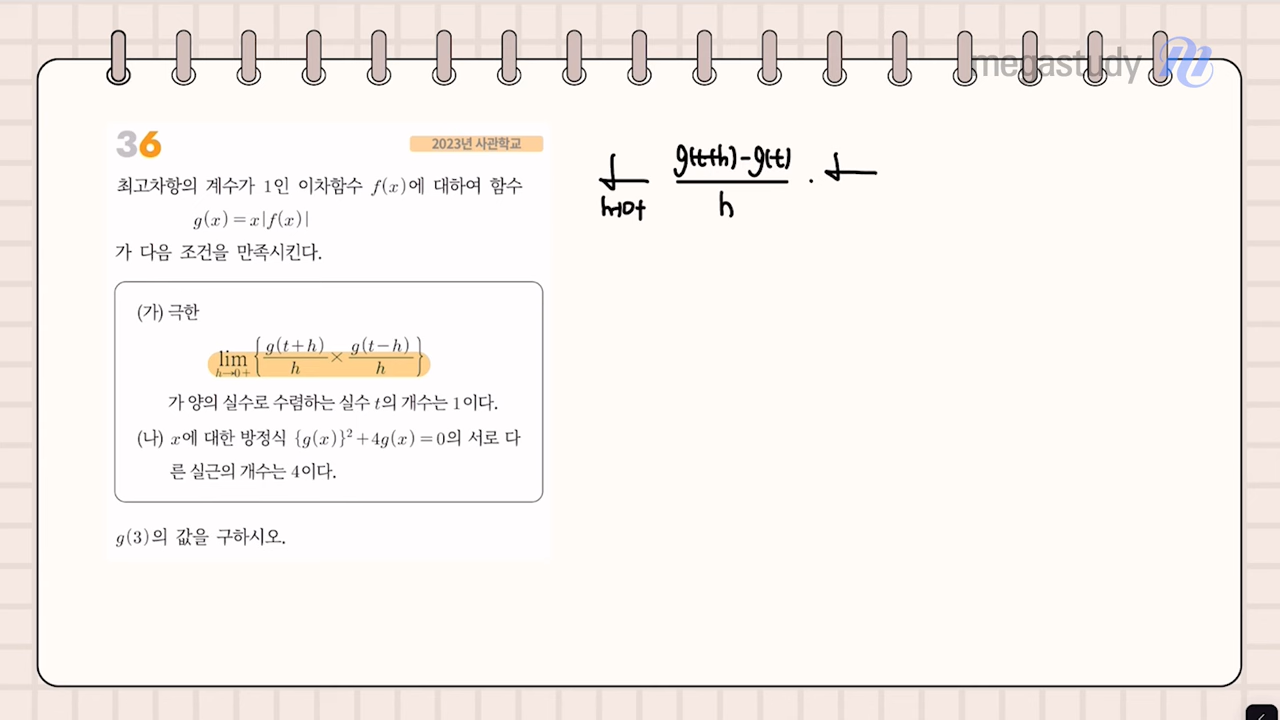 megastudy
36
2023년 사관학교
최고차항의 계수가 1인 이차함수 f(x)에 대하여 함수
g(x)=x|f(x)|
가 다음 조건을 만족시킨다.
(가) 극한
lim h→0+ { g(t+h)/h × g(t-h)/h }
가 양의 실수로 수렴하는 실수 t의 개수는 1이다.
(나) x에 대한 방정식 {g(x)}²+4g(x)=0의 서로 다
른 실근의 개수는 4이다.
g(3)의 값을 구하시오.
h→0+ g(t+h)-g(t)/h ·